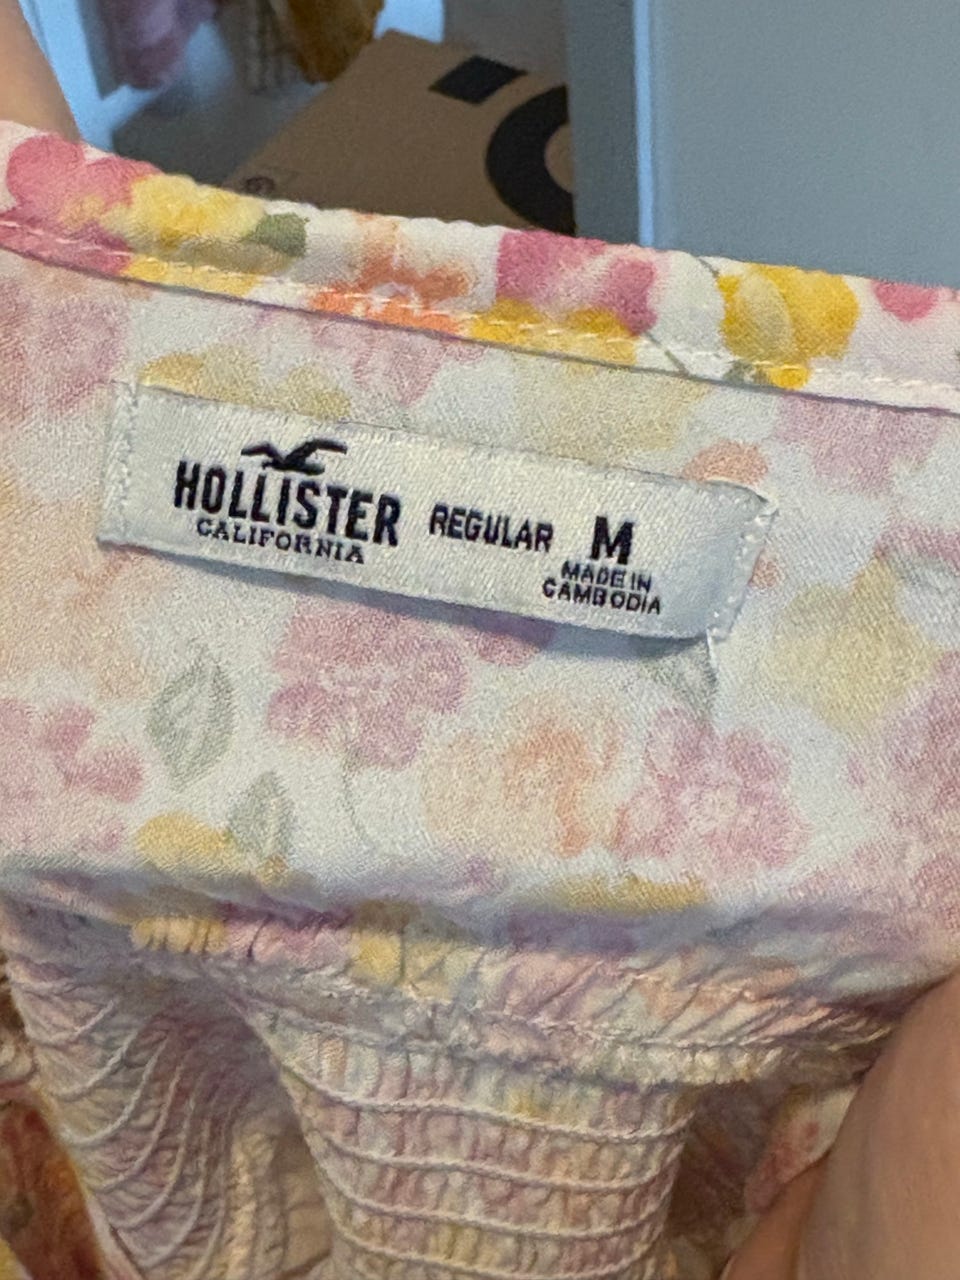 HOLLISTER
CALIFORNIA
REGULAR
M
MADE IN
CAMBODIA